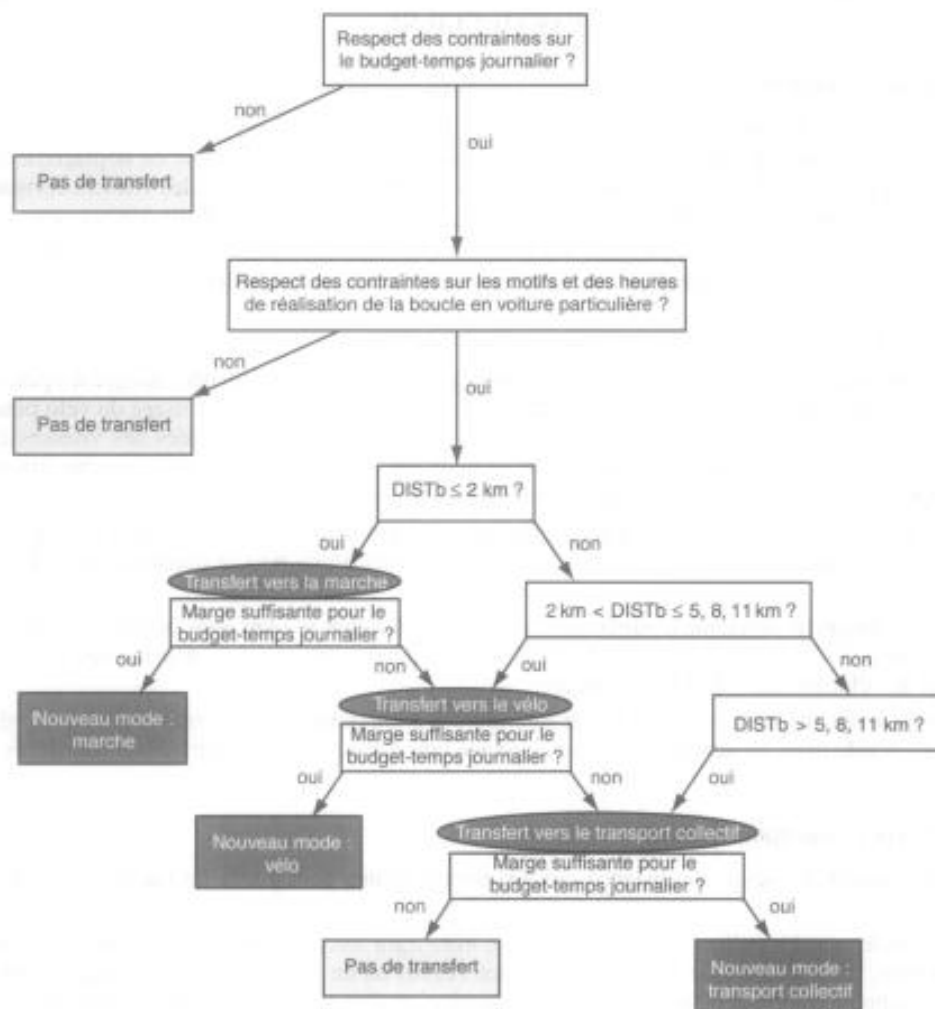 Respect des contraintes sur
le budget-temps journalier ?
non
oui
Pas de transfert
Respect des contraintes sur les motifs et des heures
de réalisation de la boucle en voiture particulière ?
non
oui
Pas de transfert
DISTb ≤ 2 km ?
oui
non
Transfert vers la marche
Marge suffisante pour le
budget-temps journalier ?
2 km < DISTb ≤ 5, 8, 11 km ?
oui
non
oui
non
Nouveau mode :
marche
Transfert vers le vélo
Marge suffisante pour le
budget-temps journalier ?
DISTb > 5, 8, 11 km ?
oui
non
oui
Nouveau mode :
vélo
Transfert vers le transport collectif
Marge suffisante pour le
budget-temps journalier ?
non
oui
Pas de transfert
Nouveau mode :
transport collectif